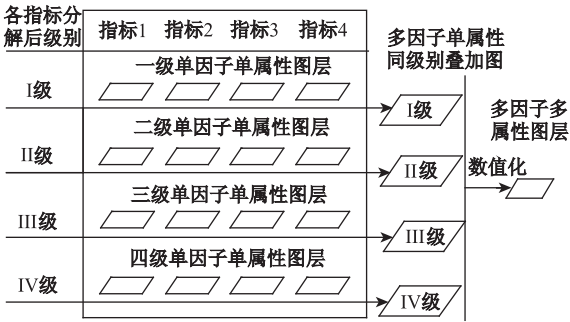 各指标分
解后级别
指标1 指标2 指标3 指标4
多因子单属性
同级别叠加图
一级单因子单属性图层
I级
I级
多因子多
属性图层
二级单因子单属性图层
II级
II级
数值化
三级单因子单属性图层
III级
III级
四级单因子单属性图层
IV级
IV级